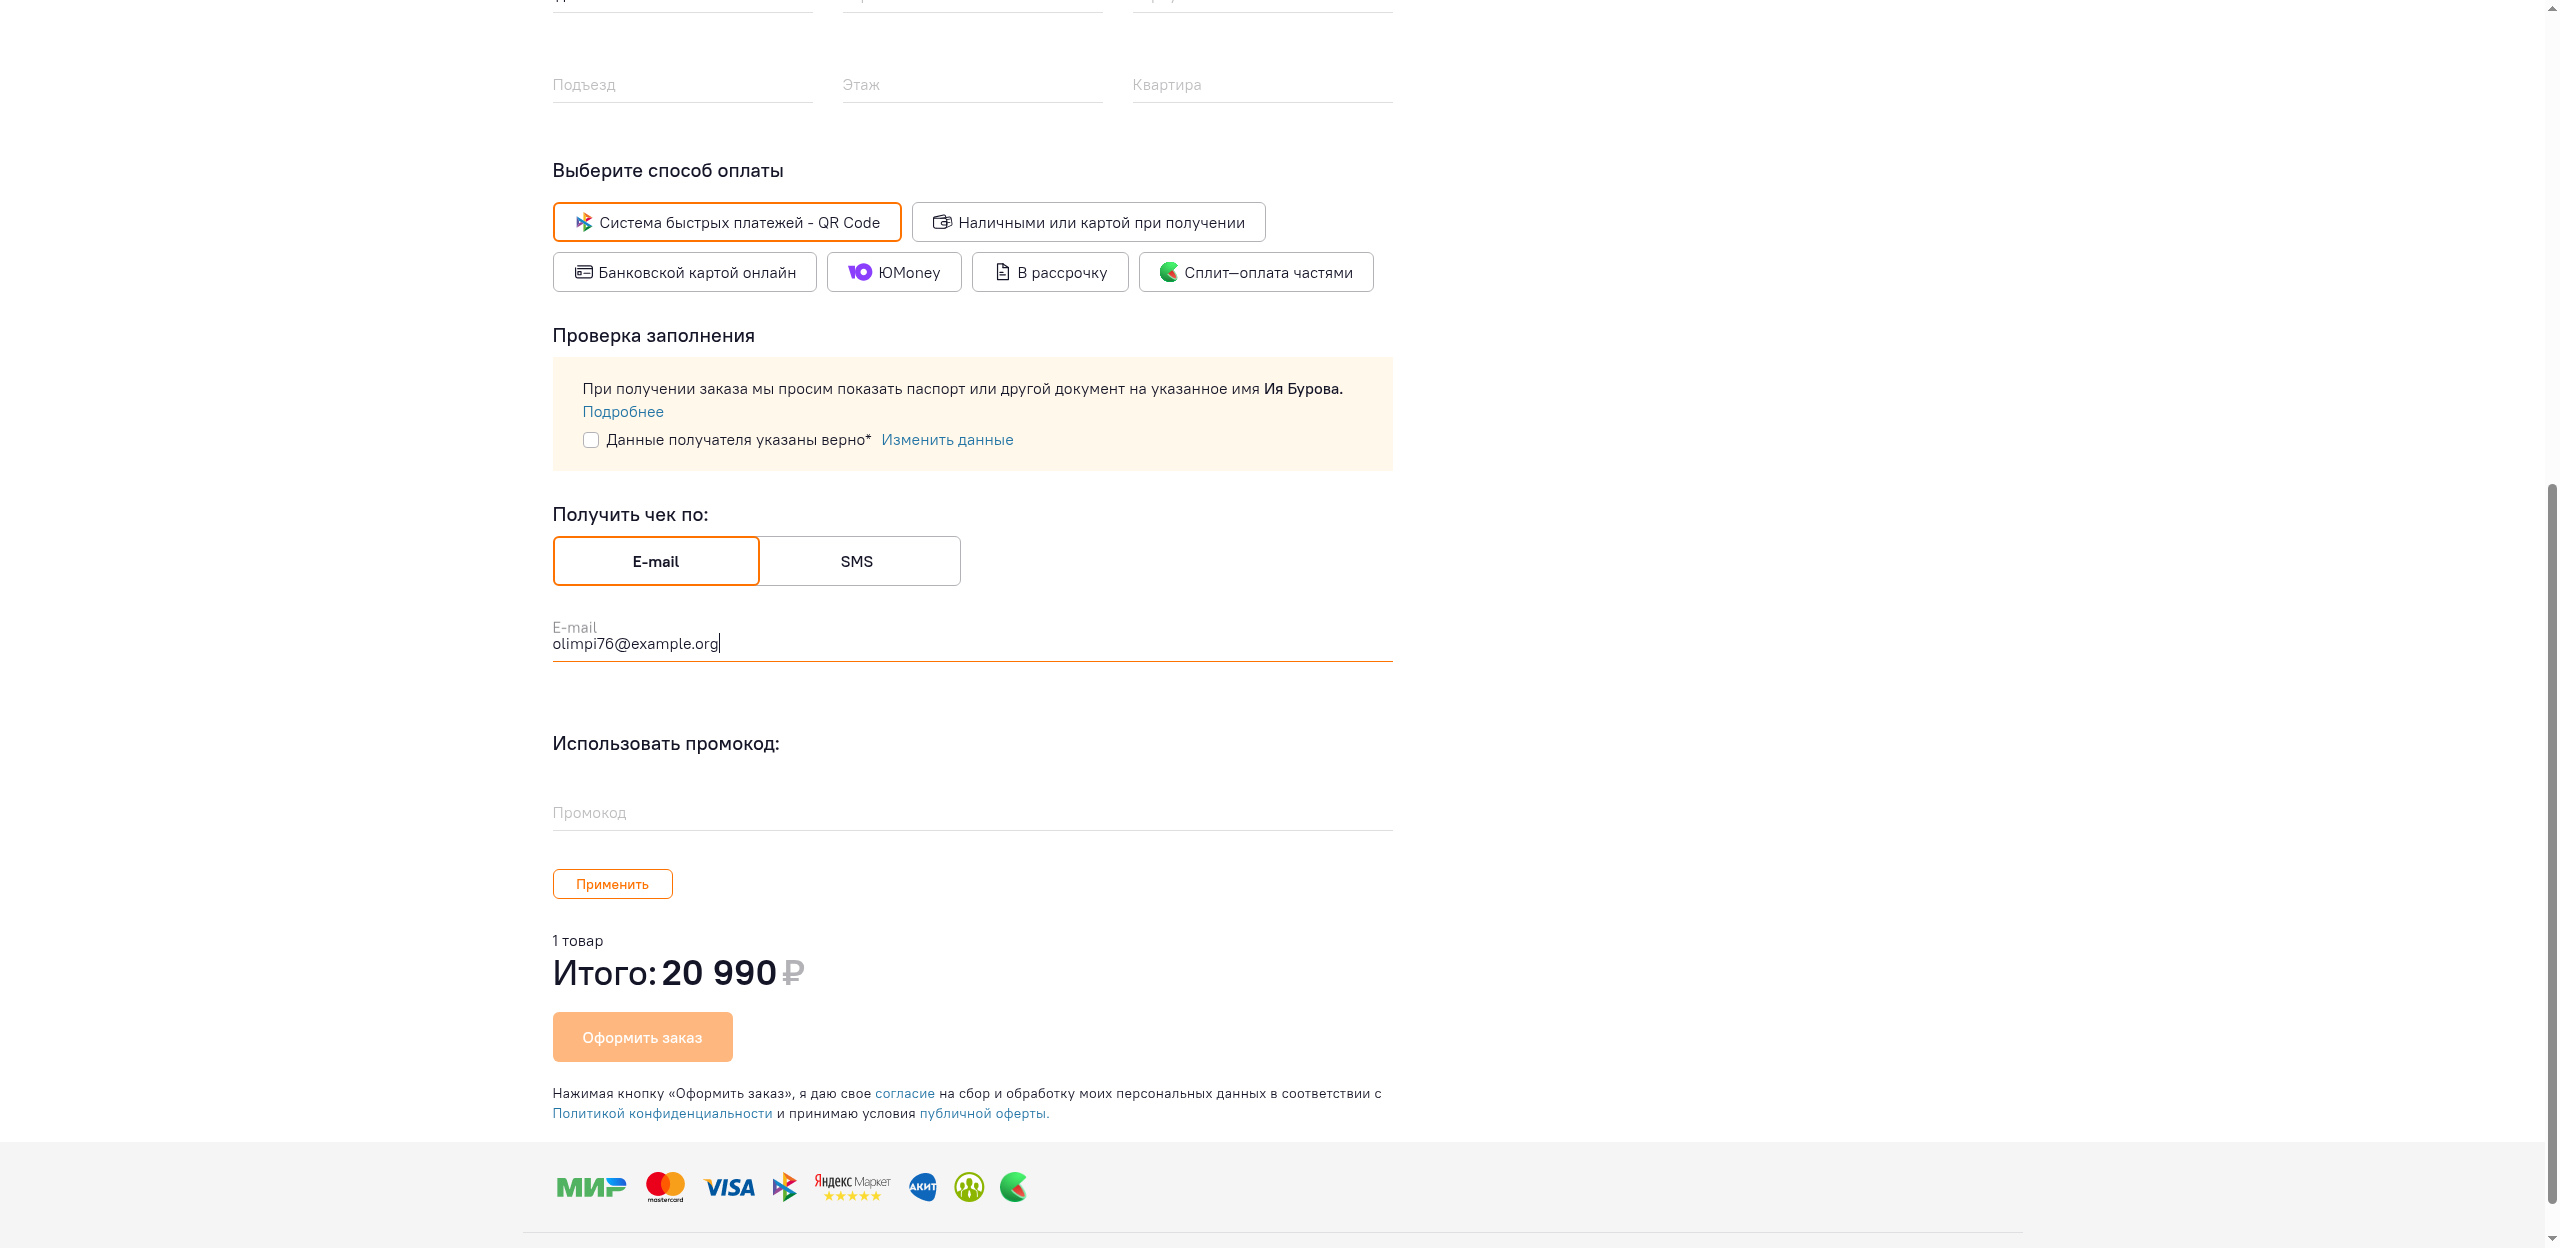 Подъезд Этаж Квартира
Выберите способ оплаты
Система быстрых платежей - QR Code Наличными или картой при получении
Банковской картой онлайн ЮMoney В рассрочку Сплит—оплата частями
Проверка заполнения
При получении заказа мы просим показать паспорт или другой документ на указанное имя Ия Бурова.
Подробнее
Данные получателя указаны верно* Изменить данные
Получить чек по:
E-mail SMS
E-mail
olimpi76@example.org
Использовать промокод:
Промокод
Применить
1 товар
Итого: 20 990 ₽
Оформить заказ
Нажимая кнопку «Оформить заказ», я даю свое согласие на сбор и обработку моих персональных данных в соответствии с
Политикой конфиденциальности и принимаю условия публичной оферты.
МИР mastercard VISA Яндекс Маркет АКИТ